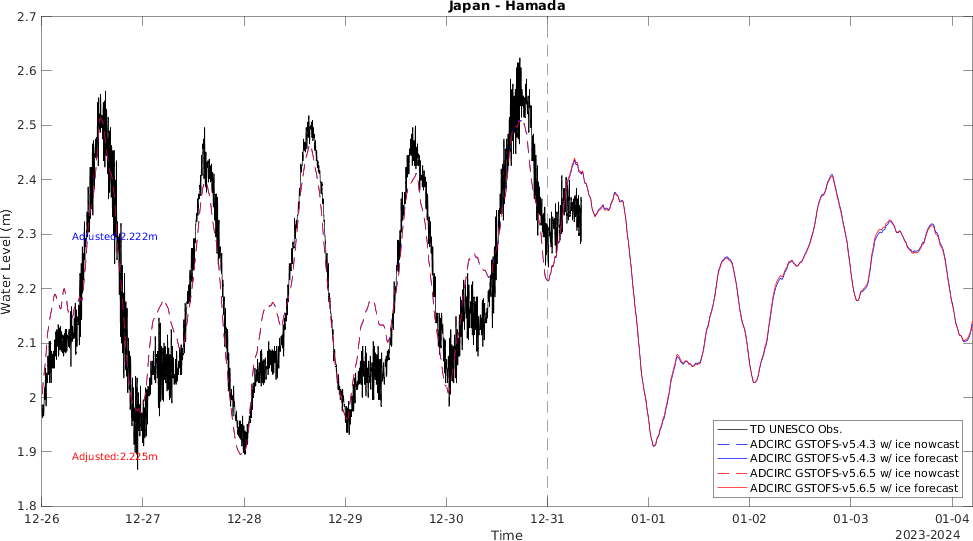 Japan - Hamada
2.7
2.6
2.5
2.4
2.3
2.2
2.1
2
1.9
1.8
Water Level (m)
Adjusted:2.222m
Adjusted:2.225m
TD UNESCO Obs.
ADCIRC GSTOFS-v5.4.3 w/ ice nowcast
ADCIRC GSTOFS-v5.4.3 w/ ice forecast
ADCIRC GSTOFS-v5.6.5 w/ ice nowcast
ADCIRC GSTOFS-v5.6.5 w/ ice forecast
12-26 12-27 12-28 12-29 12-30 12-31 01-01 01-02 01-03 01-04
Time
2023-2024